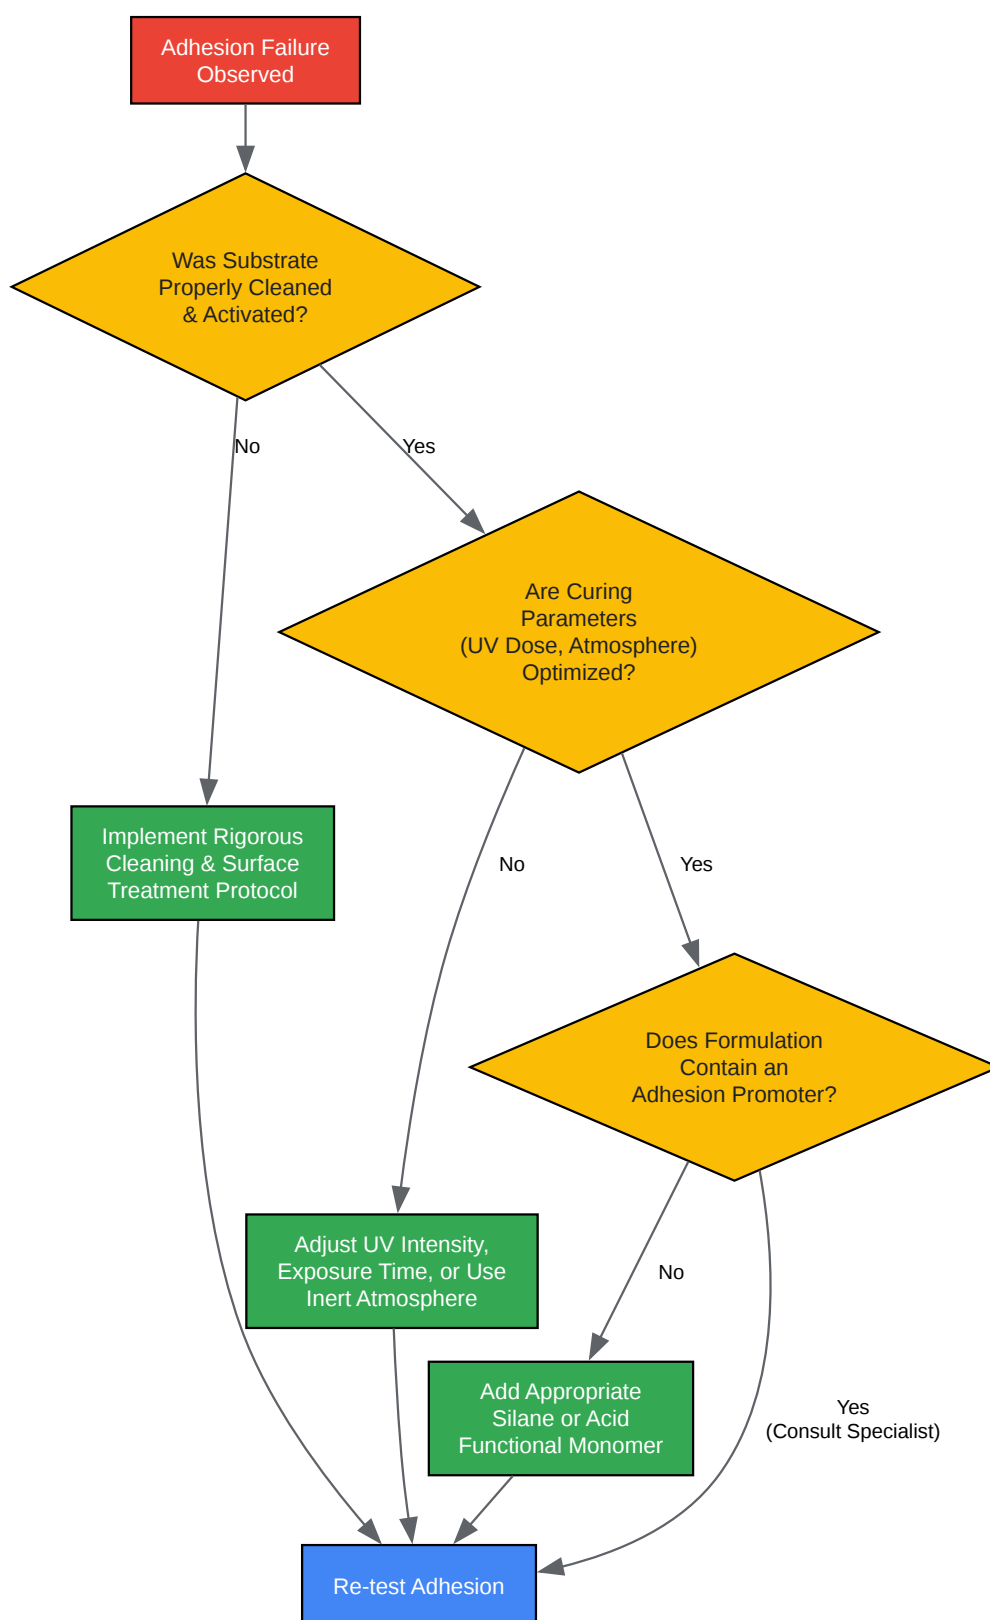 Adhesion Failure
Observed
Was Substrate
Properly Cleaned
& Activated?
No
Yes
Are Curing
Parameters
(UV Dose, Atmosphere)
Optimized?
Implement Rigorous
Cleaning & Surface
Treatment Protocol
No
Yes
Does Formulation
Contain an
Adhesion Promoter?
Adjust UV Intensity,
Exposure Time, or Use
Inert Atmosphere
No
Add Appropriate
Silane or Acid
Functional Monomer
Yes
(Consult Specialist)
Re-test Adhesion